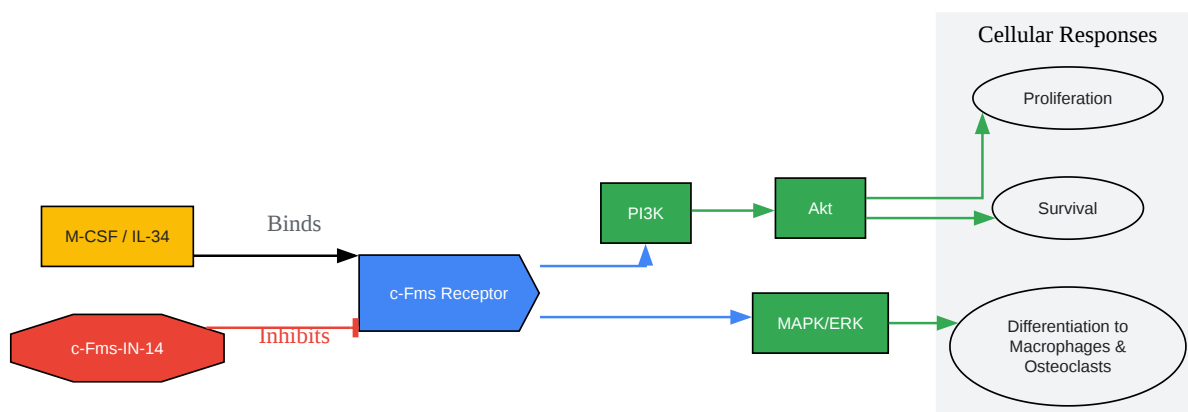 Cellular Responses
Proliferation
M-CSF / IL-34
Binds
PI3K
Akt
Survival
c-Fms Receptor
c-Fms-IN-14
Inhibits
MAPK/ERK
Differentiation to
Macrophages &
Osteoclasts